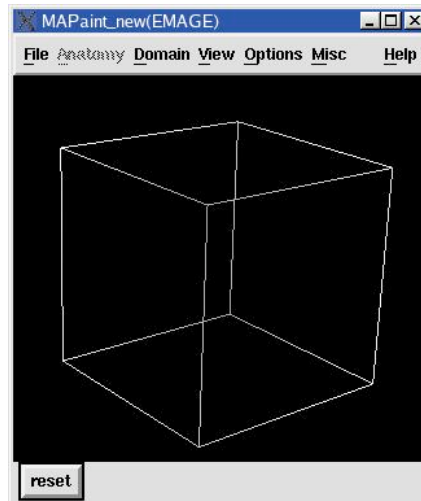 MAPaint_new(EMAGE)
File Anatomy Domain View Options Misc Help
reset